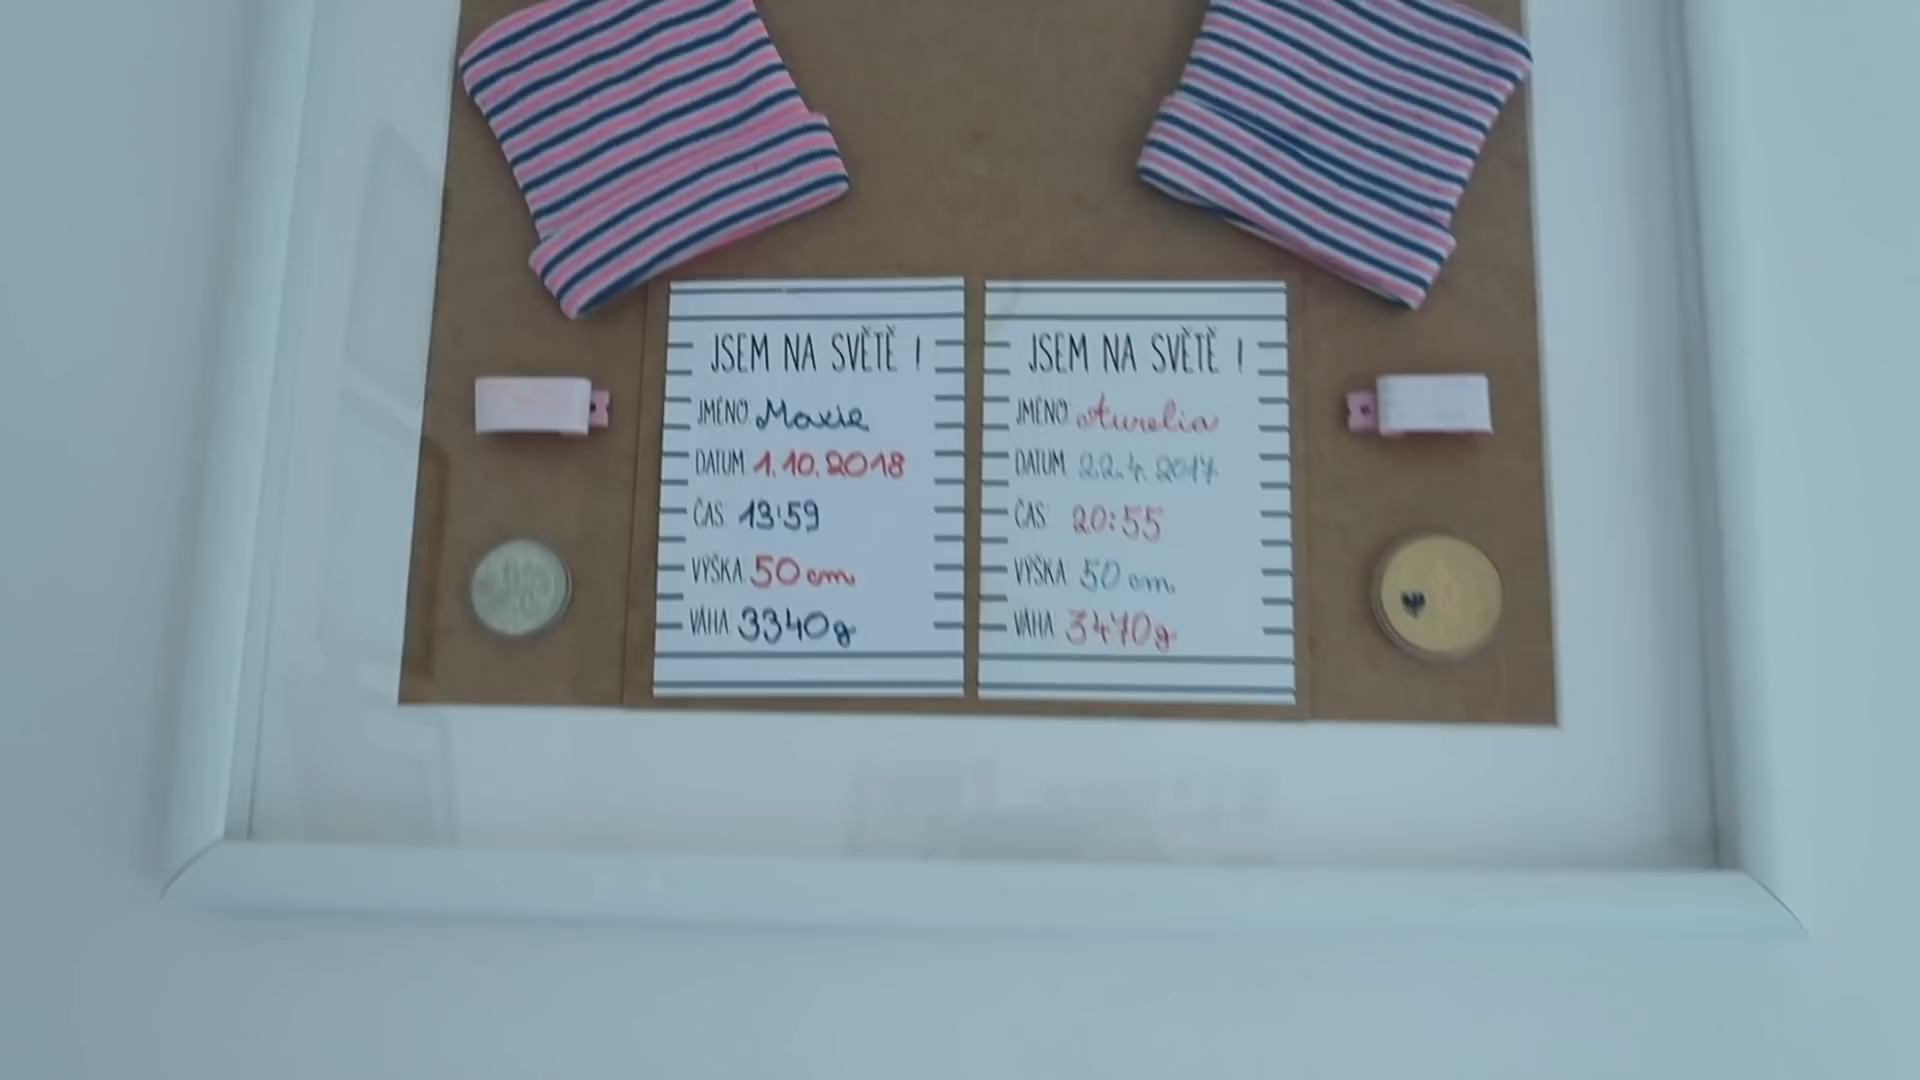 JSEM NA SVĚTĚ !
JMÉNO: Maxie
DATUM: 1.10.2018
ČAS: 13:59
VÝŠKA: 50 cm
VÁHA: 3340g
JSEM NA SVĚTĚ !
JMÉNO: Aurelia
DATUM: 22.4.2017
ČAS: 20:55
VÝŠKA: 50 cm
VÁHA: 3470g